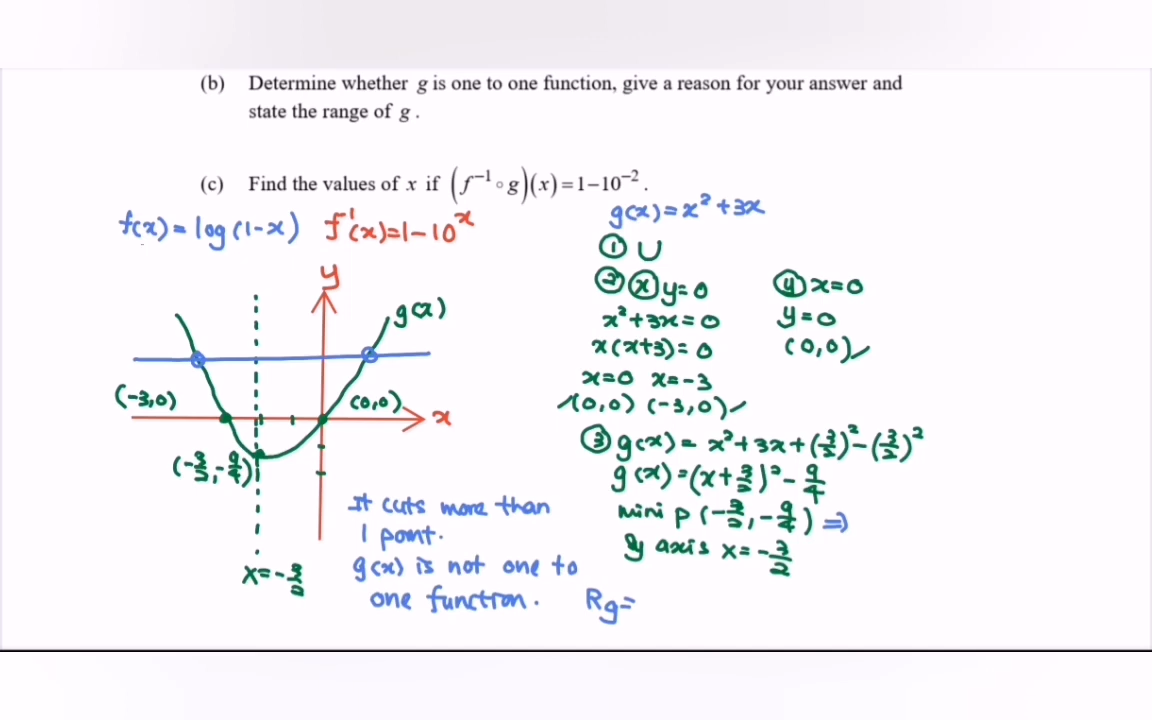 (b) Determine whether g is one to one function, give a reason for your answer and
state the range of g .
(c) Find the values of x if (f⁻¹∘g)(x)=1−10⁻² .
f(x) = log (1-x) f⁻¹(x)=1-10ˣ
g(x)=x²+3x
① ∪
② ⓧ y=0
x²+3x=0
x(x+3)=0
x=0 x=-3
(0,0) (-3,0)
ⓨ x=0
y=0
(0,0)
③ g(x)= x²+3x+(3/2)²-(3/2)²
g(x)=(x+3/2)²-9/4
mini p (-3/2,-9/4) ⇒
axis x=-3/2
y
g(x)
(-3,0)
(0,0)
x
(-3/2,-9/4)
x=-3/2
It cuts more than
1 point.
g(x) is not one to
one function.
Rg=